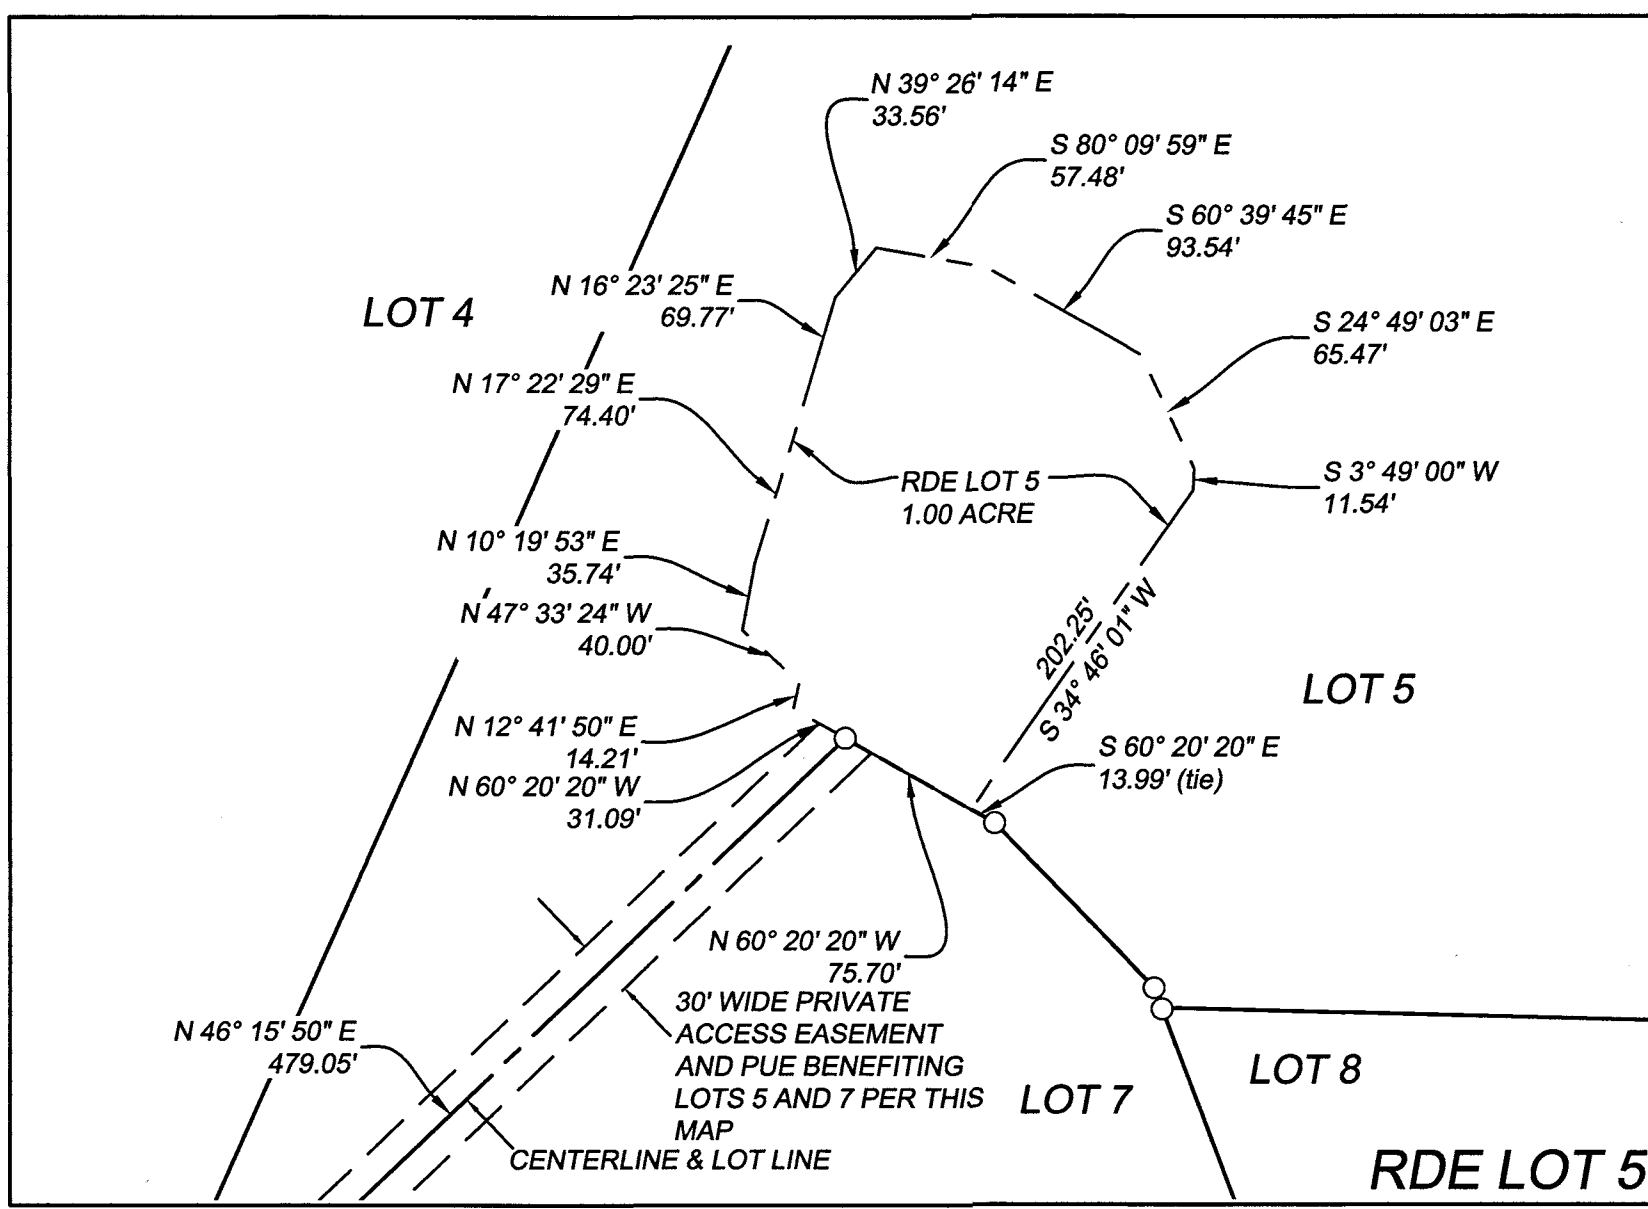 N 39° 26' 14" E
33.56'
S 80° 09' 59" E
57.48'
S 60° 39' 45" E
93.54'
N 16° 23' 25" E
69.77'
LOT 4
S 24° 49' 03" E
65.47'
N 17° 22' 29" E
74.40'
RDE LOT 5
1.00 ACRE
S 3° 49' 00" W
11.54'
N 10° 19' 53" E
35.74'
N 47° 33' 24" W
40.00'
202.25'
S 34° 46' 01" W
LOT 5
N 12° 41' 50" E
14.21'
S 60° 20' 20" E
13.99' (tie)
N 60° 20' 20" W
31.09'
N 60° 20' 20" W
75.70'
30' WIDE PRIVATE
ACCESS EASEMENT
AND PUE BENEFITING
LOTS 5 AND 7 PER THIS
MAP
N 46° 15' 50" E
479.05'
CENTERLINE & LOT LINE
LOT 7
LOT 8
RDE LOT 5